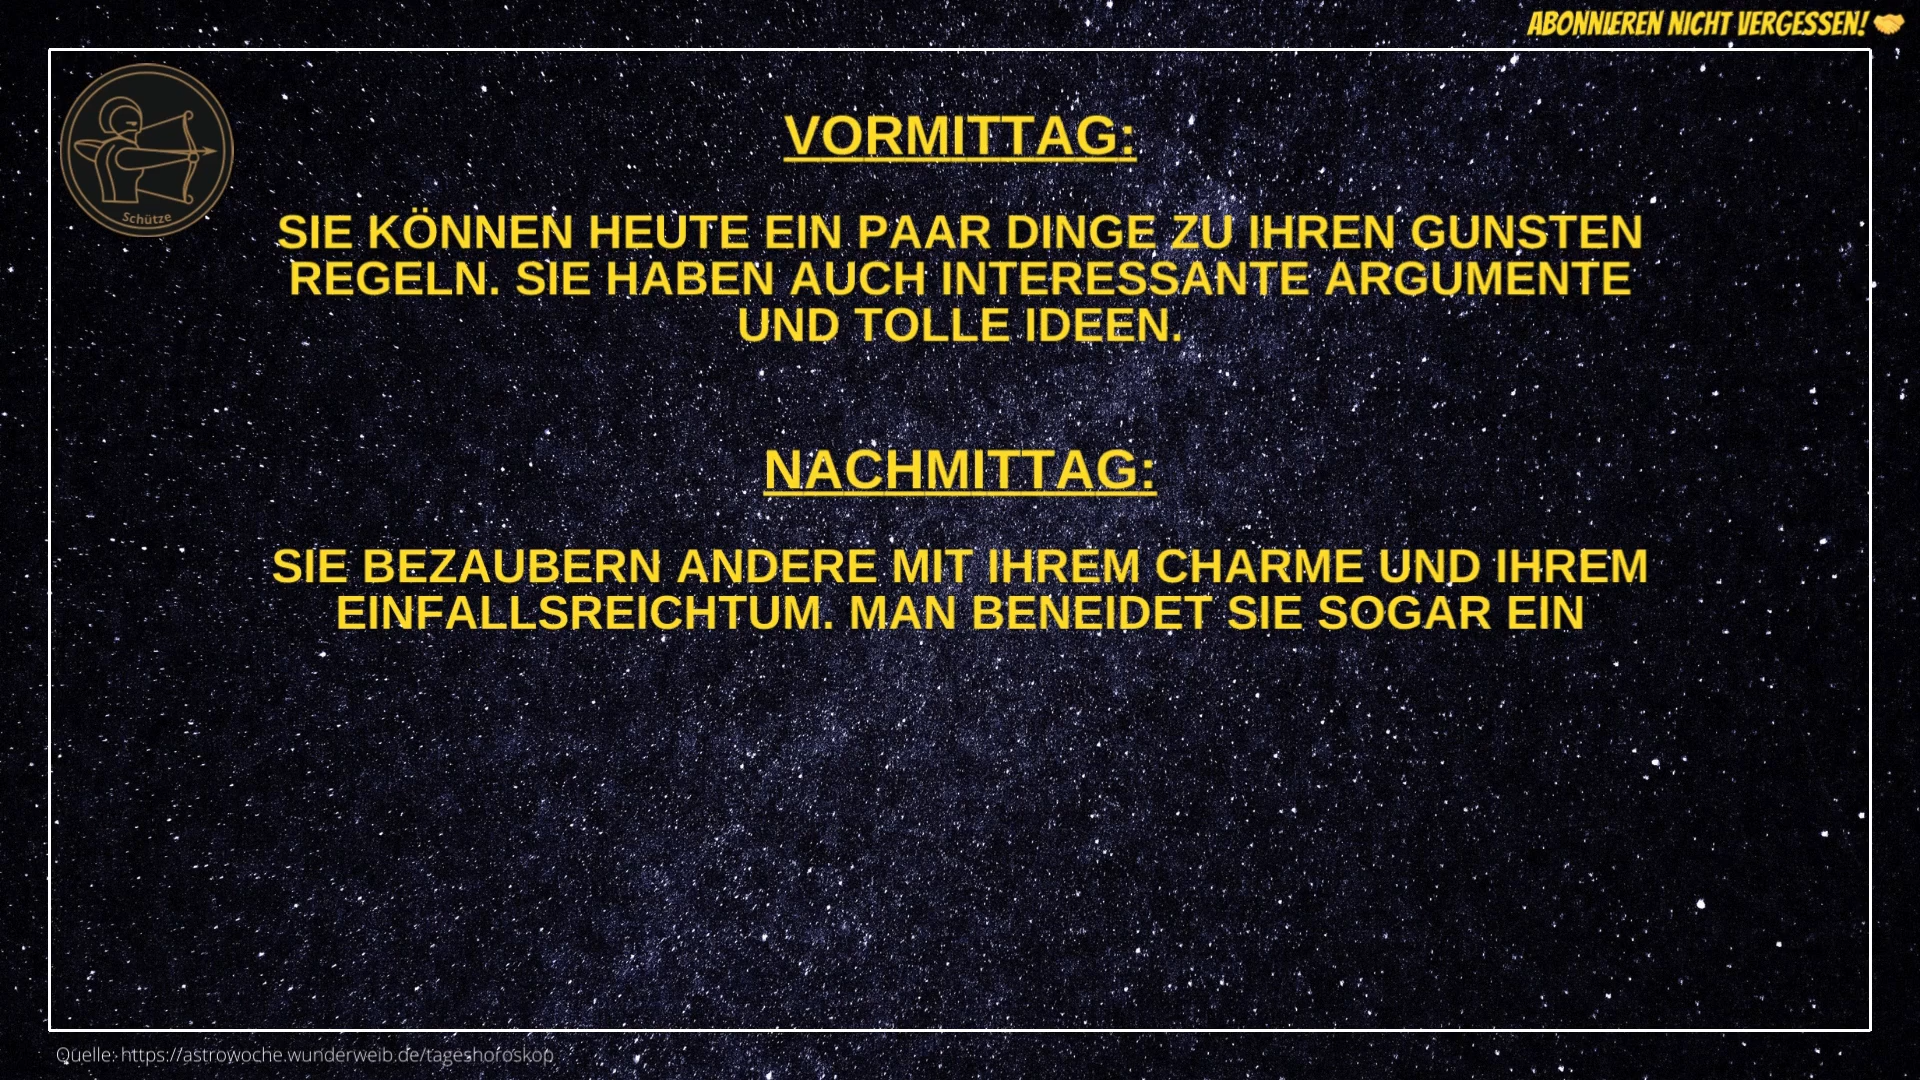 ABONNIEREN NICHT VERGESSEN!
Schütze
VORMITTAG:
SIE KÖNNEN HEUTE EIN PAAR DINGE ZU IHREN GUNSTEN
REGELN. SIE HABEN AUCH INTERESSANTE ARGUMENTE
UND TOLLE IDEEN.
NACHMITTAG:
SIE BEZAUBERN ANDERE MIT IHREM CHARME UND IHREM
EINFALLSREICHTUM. MAN BENEIDET SIE SOGAR EIN
Quelle: https://astrowoche.wunderweib.de/tageshoroskop